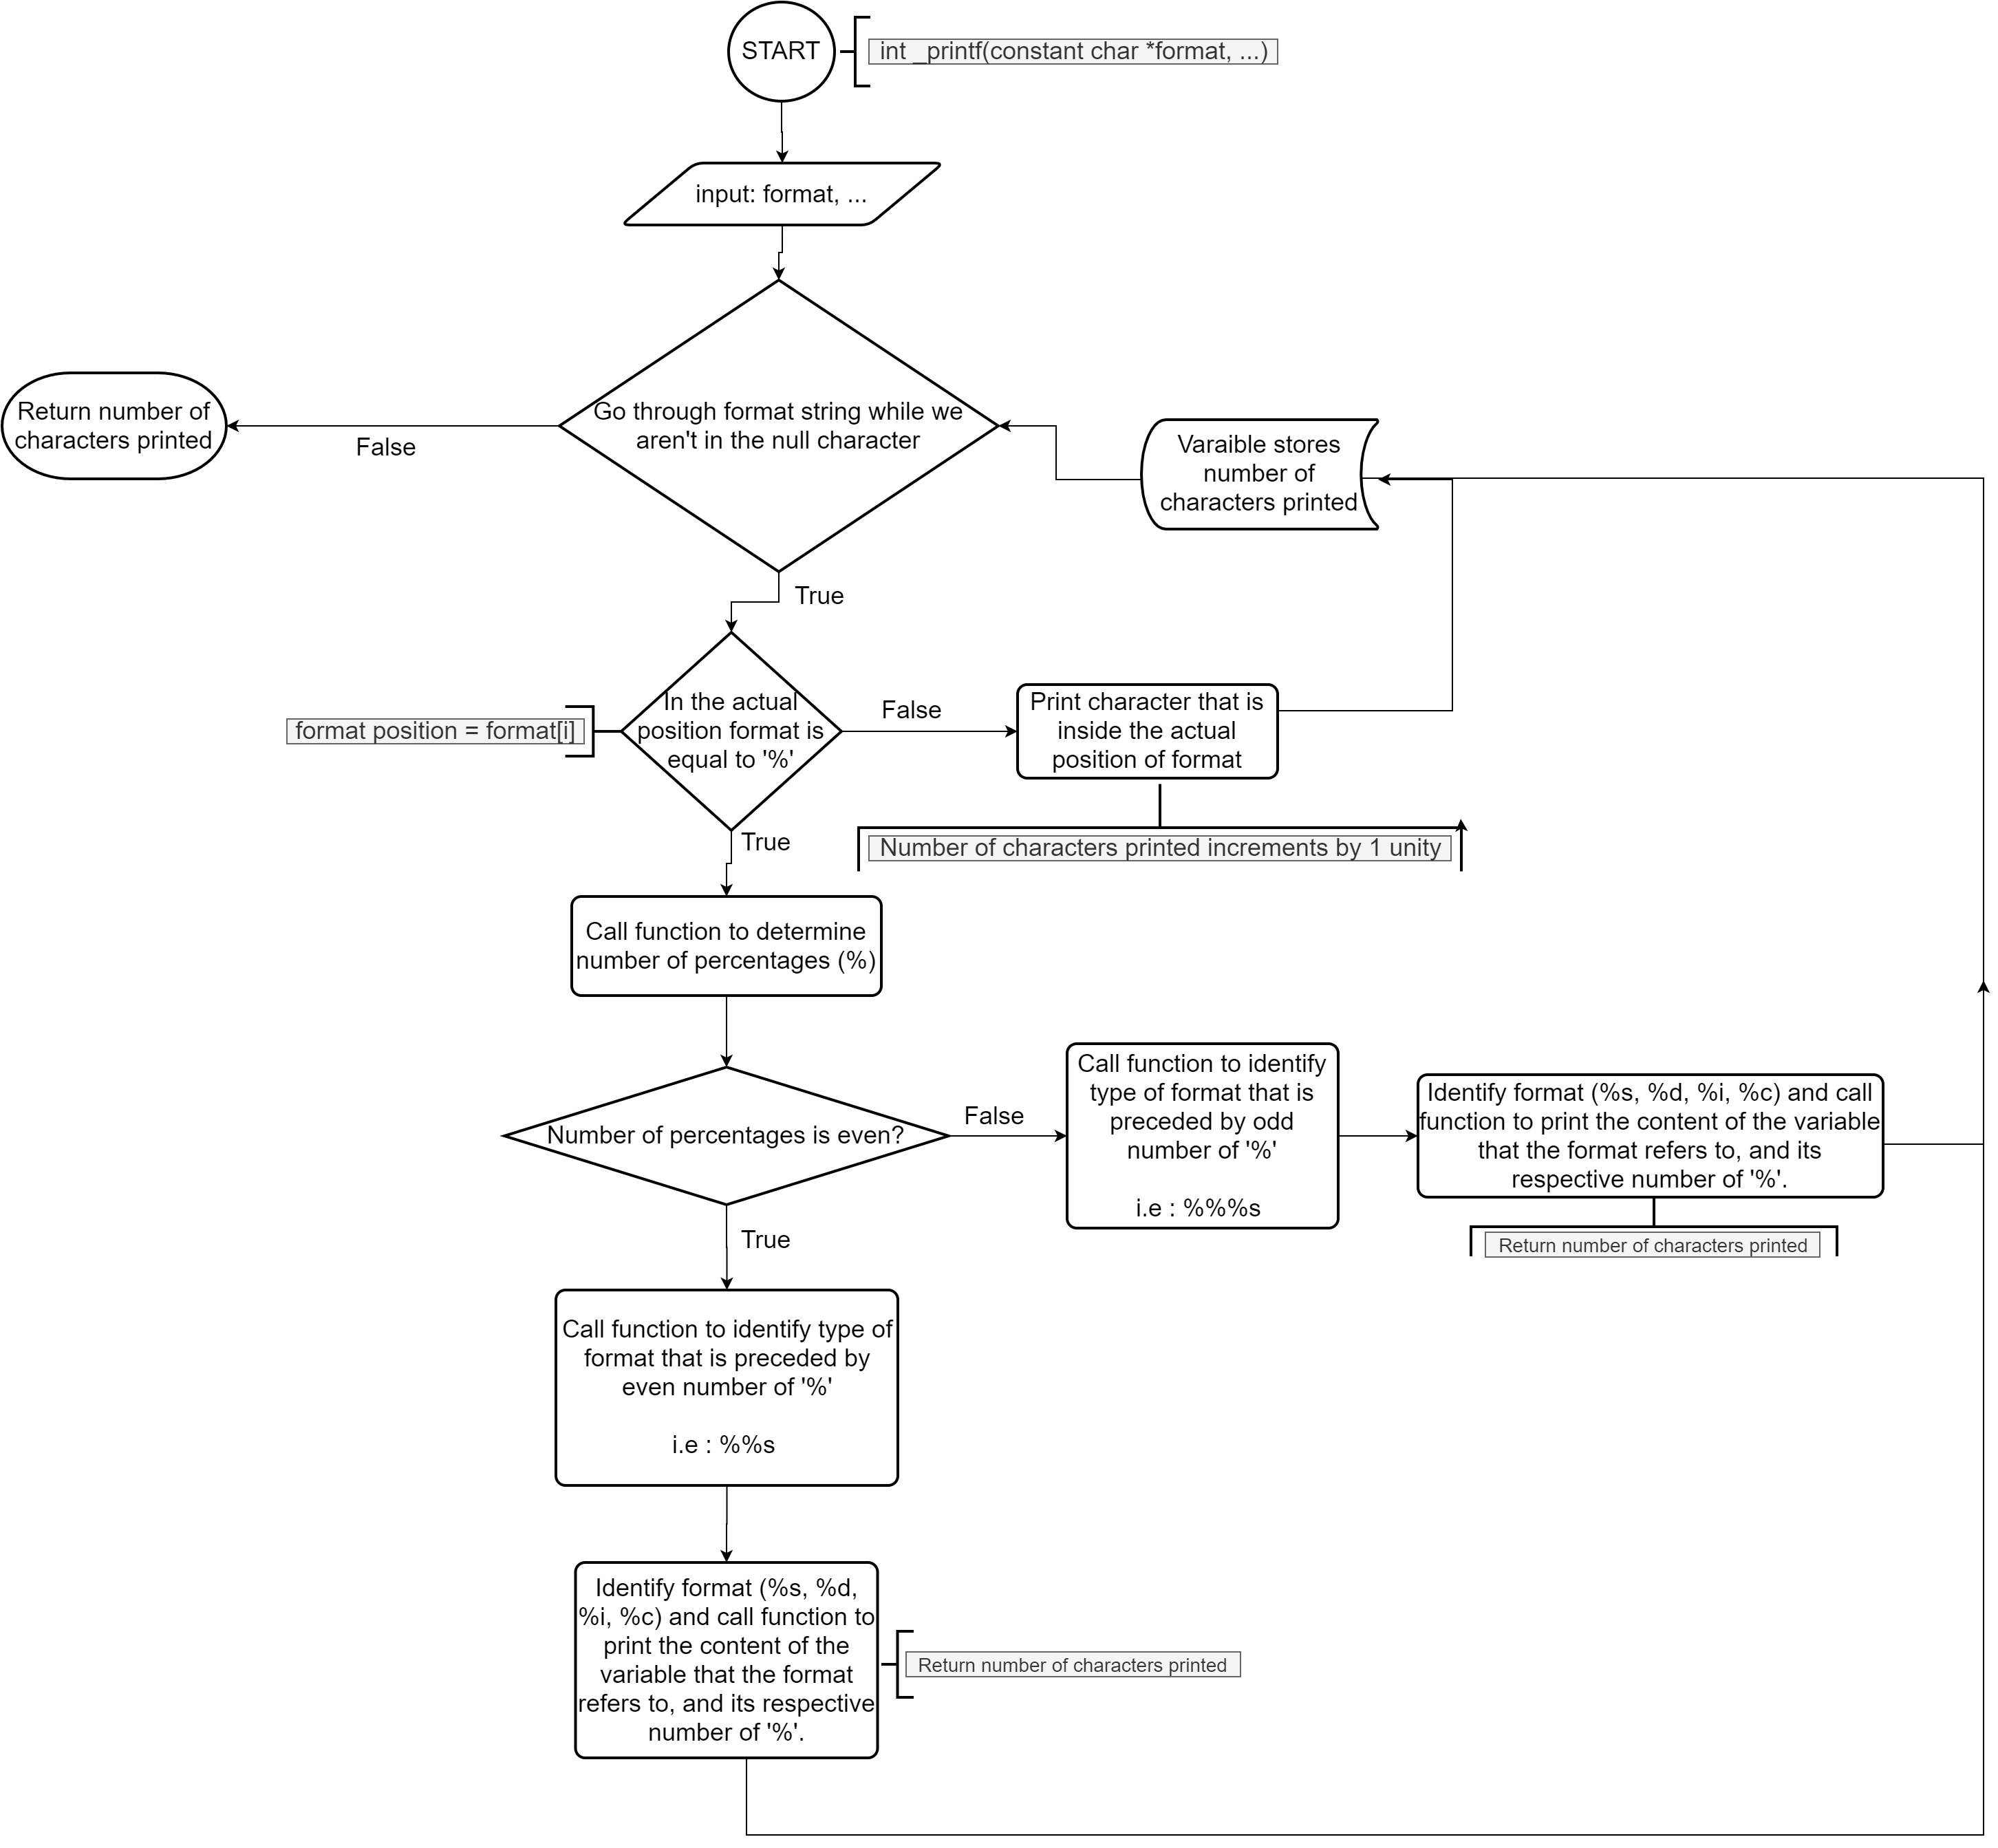 START
int _printf(constant char *format, ...)
input: format, ...
Go through format string while we
aren't in the null character
Return number of
characters printed
False
Varaible stores
number of
characters printed
True
In the actual
position format is
equal to '%'
format position = format[i]
False
Print character that is
inside the actual
position of format
Number of characters printed increments by 1 unity
True
Call function to determine
number of percentages (%)
Number of percentages is even?
False
Call function to identify
type of format that is
preceded by odd
number of '%'
i.e : %%%s
Identify format (%s, %d, %i, %c) and call
function to print the content of the variable
that the format refers to, and its
respective number of '%'.
Return number of characters printed
True
Call function to identify type of
format that is preceded by
even number of '%'
i.e : %%s
Identify format (%s, %d,
%i, %c) and call function to
print the content of the
variable that the format
refers to, and its respective
number of '%'.
Return number of characters printed